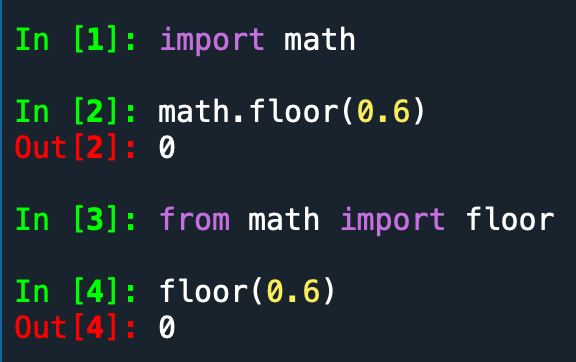 In [1]: import math
In [2]: math.floor(0.6)
Out[2]: 0
In [3]: from math import floor
In [4]: floor(0.6)
Out[4]: 0